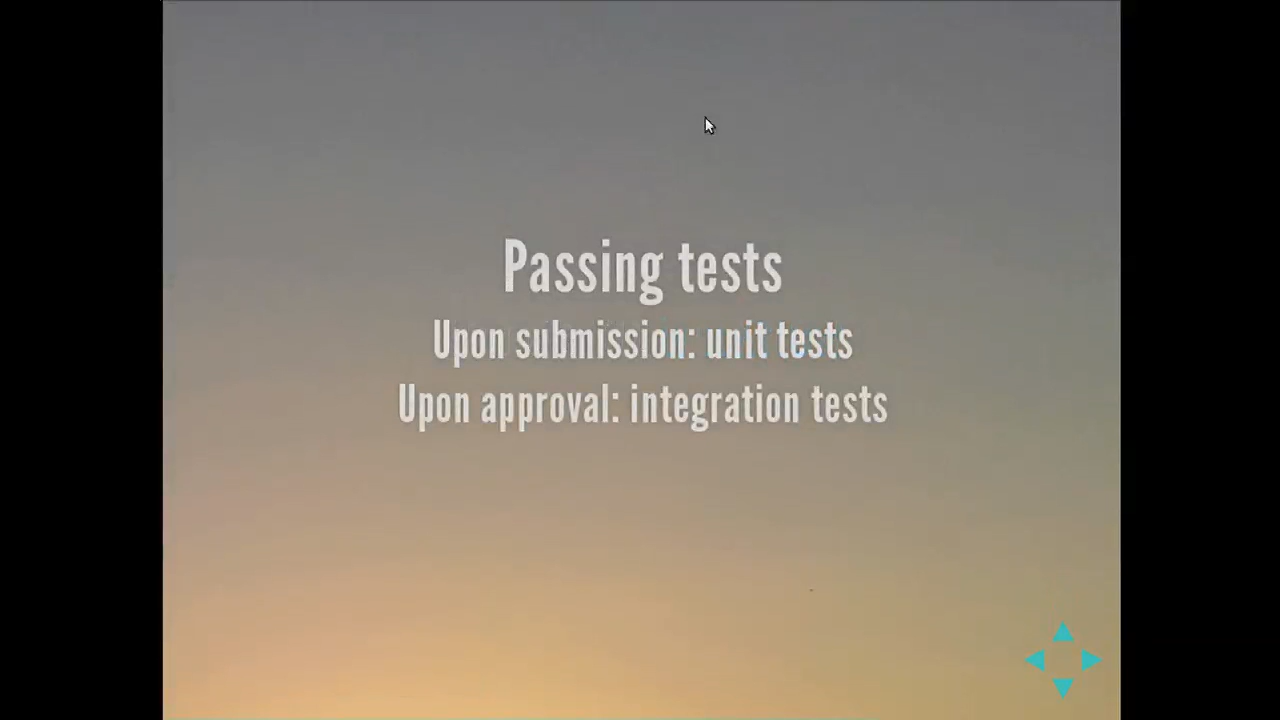 Passing tests
Upon submission: unit tests
Upon approval: integration tests